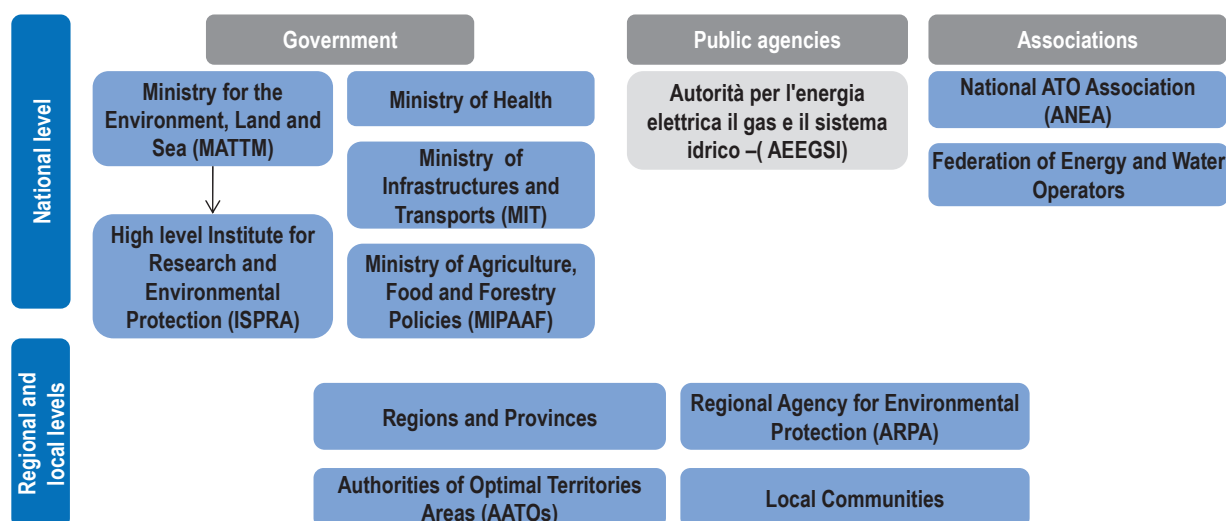 National level
Government
Public agencies
Associations
Ministry for the
Environment, Land and
Sea (MATTM)
Ministry of Health
Autorità per l'energia
elettrica il gas e il sistema
idrico –( AEEGSI)
National ATO Association
(ANEA)
Ministry of
Infrastructures and
Transports (MIT)
Federation of Energy and Water
Operators
High level Institute for
Research and
Environmental
Protection (ISPRA)
Ministry of Agriculture,
Food and Forestry
Policies (MIPAAF)
Regional and
local levels
Regions and Provinces
Regional Agency for Environmental
Protection (ARPA)
Authorities of Optimal Territories
Areas (AATOs)
Local Communities